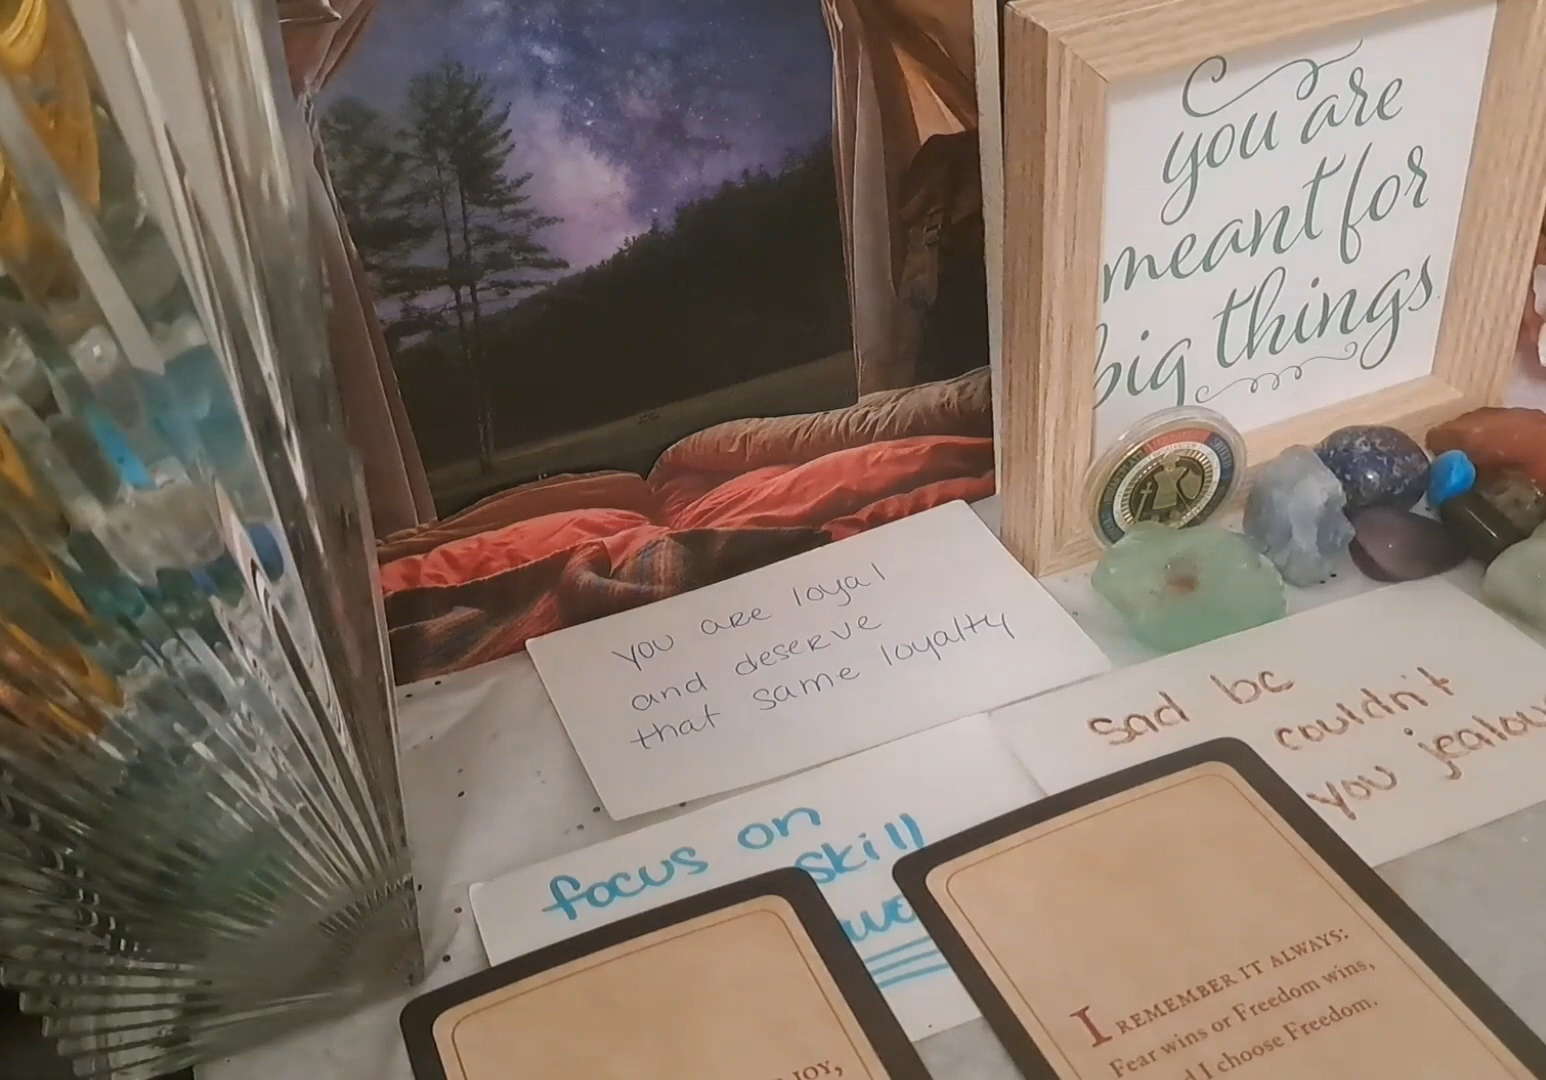 you are
meant for
big things
you are loyal
and deserve
that same loyalty
Sad bc
couldn't
you
focus on
skill
I REMEMBER IT ALWAYS:
Fear wins or Freedom wins,
I choose Freedom.